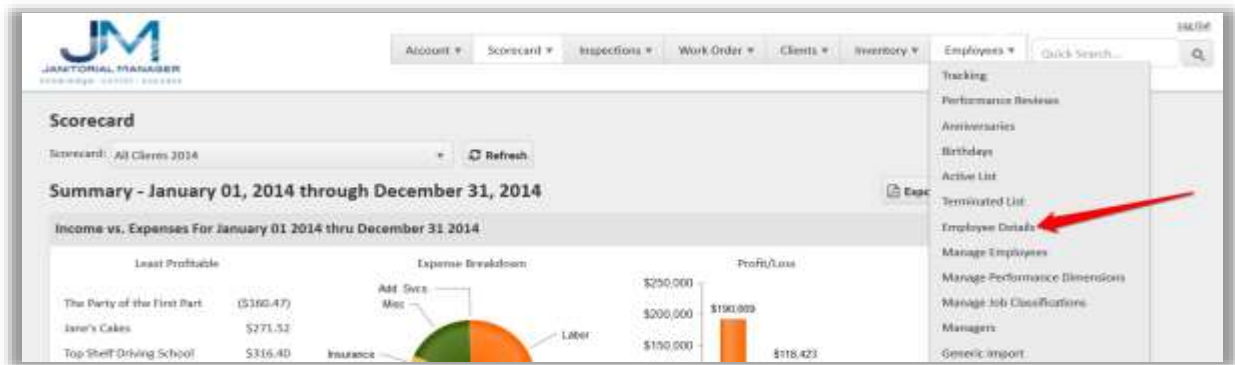 Log Out
JM
JANITORIAL MANAGER
Account Scorecard Inspections Work Order Clients Inventory Employees Quick Search...
Tracking
Performance Reviews
Anniversaries
Birthdays
Active List
Terminated List
Employee Details
Manage Employees
Manage Performance Dimensions
Manage Job Classifications
Managers
Generic Import
Scorecard
Scorecard: All Clients 2014 Refresh
Summary - January 01, 2014 through December 31, 2014
Income vs. Expenses For January 01 2014 thru December 31 2014
Least Profitable
The Party of the First Part ($360.47)
Jane's Cakes $271.52
Top Shelf Driving School $316.40
Expense Breakdown
Add. Svcs
Misc
Labor
Insurance
Profit/Loss
$250,000
$200,000
$150,000
$118,423